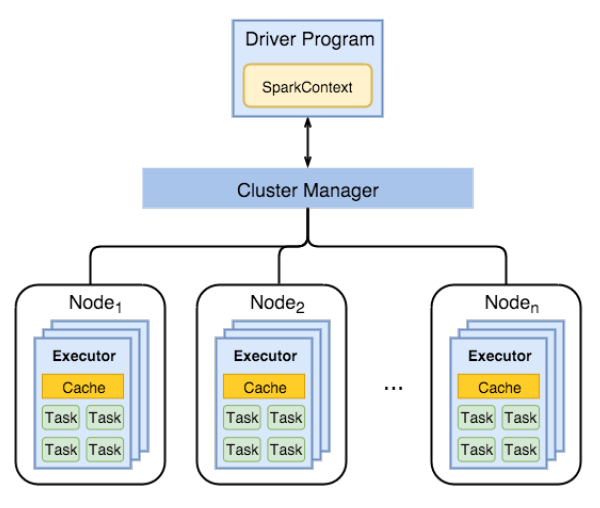 Driver Program
SparkContext
Cluster Manager
Node₁
Executor
Cache
Task Task
Task Task
Node₂
Executor
Cache
Task Task
Task Task
...
Nodeₙ
Executor
Cache
Task Task
Task Task